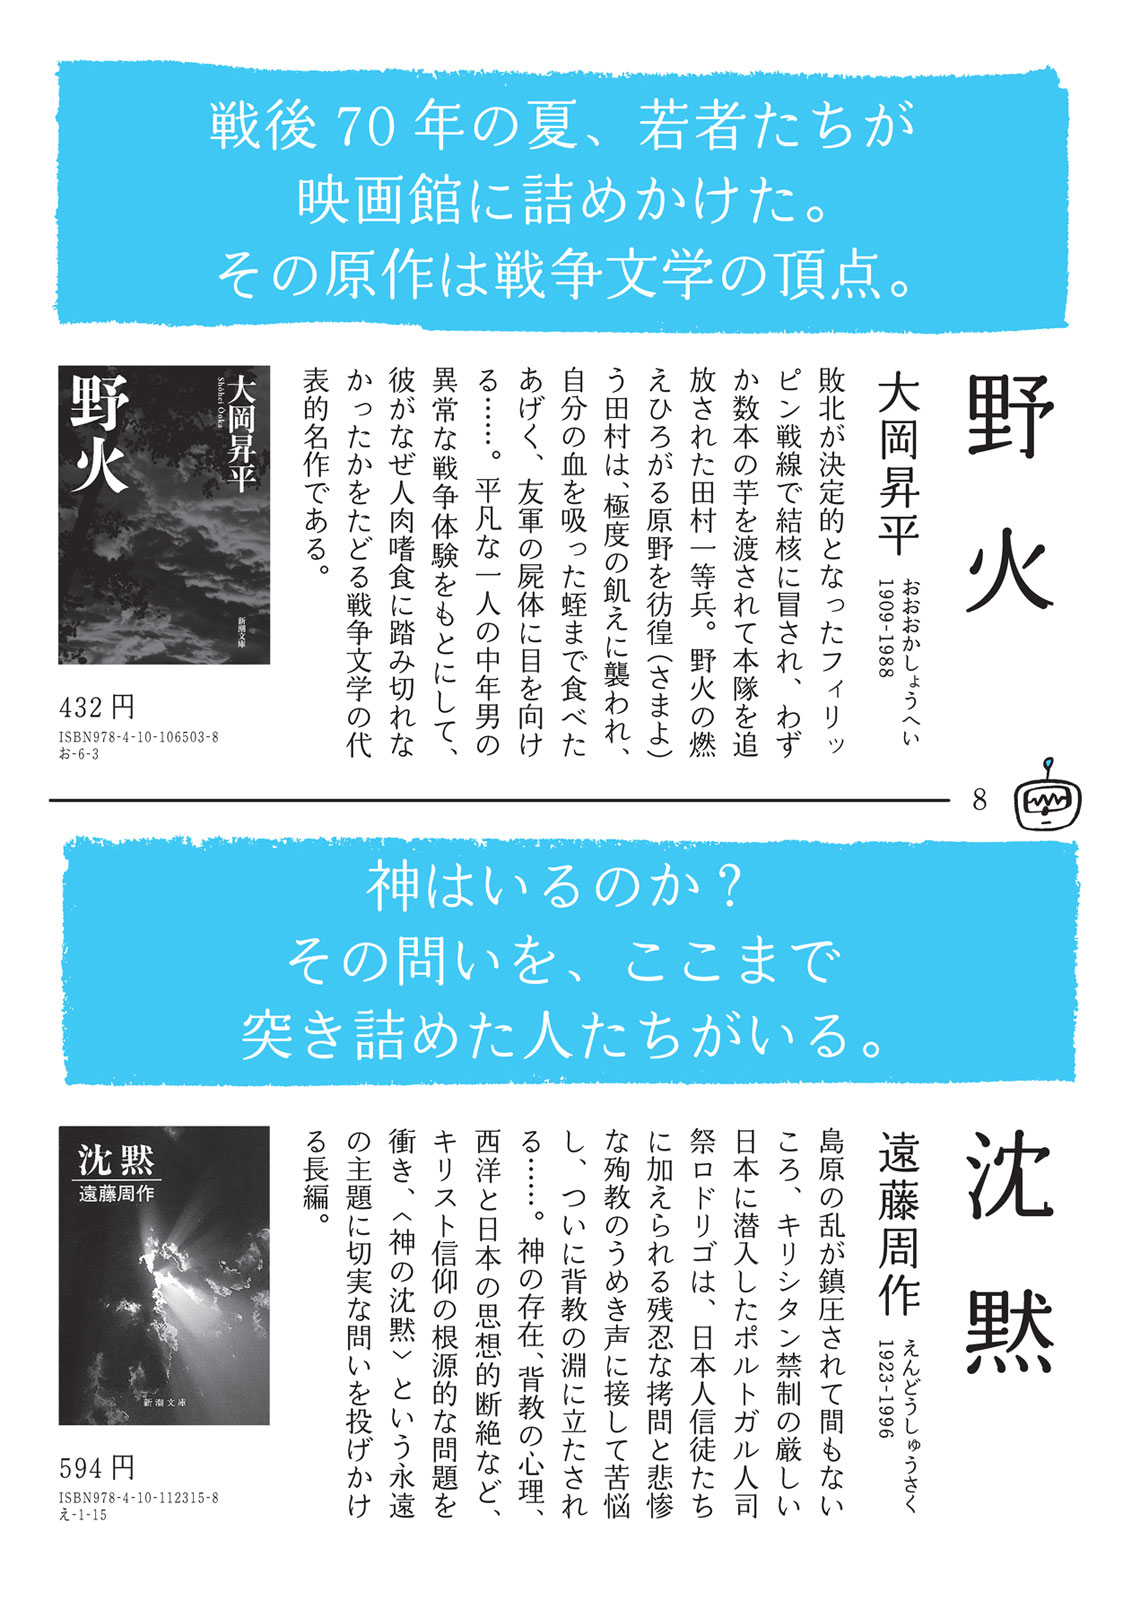 戦後70年の夏、若者たちが
映画館に詰めかけた。
その原作は戦争文学の頂点。
野火
大岡昇平
おおおかしょうへい
1909-1988
敗北が決定的となったフィリッ
ピン戦線で結核に冒され、わず
か数本の芋を渡されて本隊を追
放された田村一等兵。野火の燃
えひろがる原野を彷徨(さまよ)
う田村は、極度の飢えに襲われ、
自分の血を吸った蛭まで食べた
あげく、友軍の屍体に目を向け
る……。平凡な一人の中年男の
異常な戦争体験をもとにして、
彼がなぜ人肉嗜食に踏み切れな
かったかをたどる戦争文学の代
表的名作である。
大岡昇平
Shôhei Ooka
野火
新潮文庫
432円
ISBN978-4-10-106503-8
お-6-3
8
神はいるのか?
その問いを、ここまで
突き詰めた人たちがいる。
沈黙
遠藤周作
えんどうしゅうさく
1923-1996
島原の乱が鎮圧されて間もない
ころ、キリシタン禁制の厳しい
日本に潜入したポルトガル人司
祭ロドリゴは、日本人信徒たち
に加えられる残忍な拷問と悲惨
な殉教のうめき声に接して苦悩
し、ついに背教の淵に立たされ
る……。神の存在、背教の心理、
西洋と日本の思想的断絶など、
キリスト信仰の根源的な問題を
衝き、〈神の沈黙〉という永遠
の主題に切実な問いを投げかけ
る長編。
沈黙
遠藤周作
新潮文庫
594円
ISBN978-4-10-112315-8
え-1-15